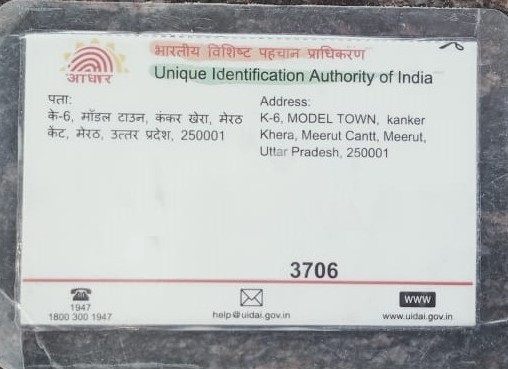 भारतीय विशिष्ट पहचान प्राधिकरण
Unique Identification Authority of India
आधार
पता:
के-6, मॉडल टाउन, कंकर खेरा, मेरठ
केंट, मेरठ, उत्तर प्रदेश, 250001
Address:
K-6, MODEL TOWN, kanker
Khera, Meerut Cantt, Meerut,
Uttar Pradesh, 250001
3706
1947
1800 300 1947
help@uidai.gov.in
WWW
www.uidai.gov.in